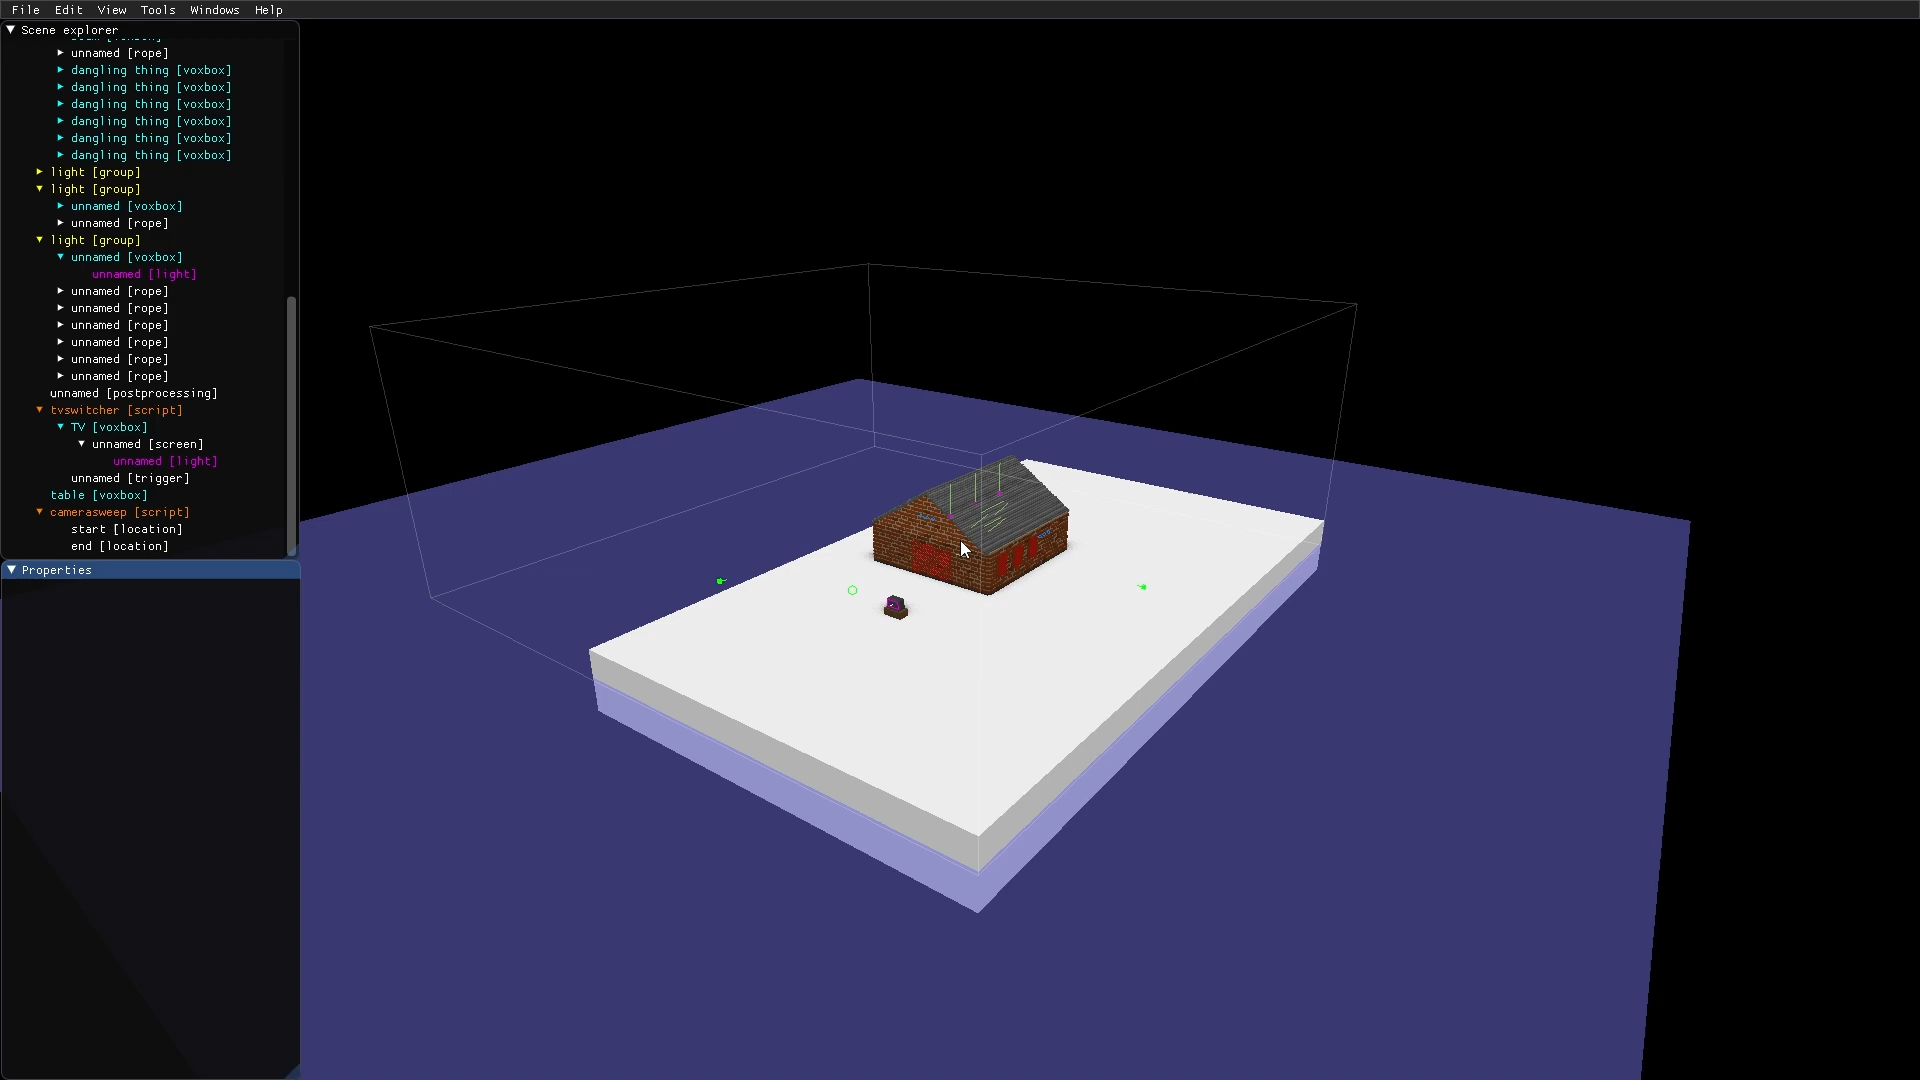 File Edit View Tools Windows Help
Scene explorer
unnamed [rope]
dangling thing [voxbox]
dangling thing [voxbox]
dangling thing [voxbox]
dangling thing [voxbox]
dangling thing [voxbox]
dangling thing [voxbox]
light [group]
light [group]
unnamed [voxbox]
unnamed [rope]
light [group]
unnamed [voxbox]
unnamed [light]
unnamed [rope]
unnamed [rope]
unnamed [rope]
unnamed [rope]
unnamed [rope]
unnamed [rope]
unnamed [postprocessing]
tvswitcher [script]
TV [voxbox]
unnamed [screen]
unnamed [light]
unnamed [trigger]
table [voxbox]
camerasweep [script]
start [location]
end [location]
Properties